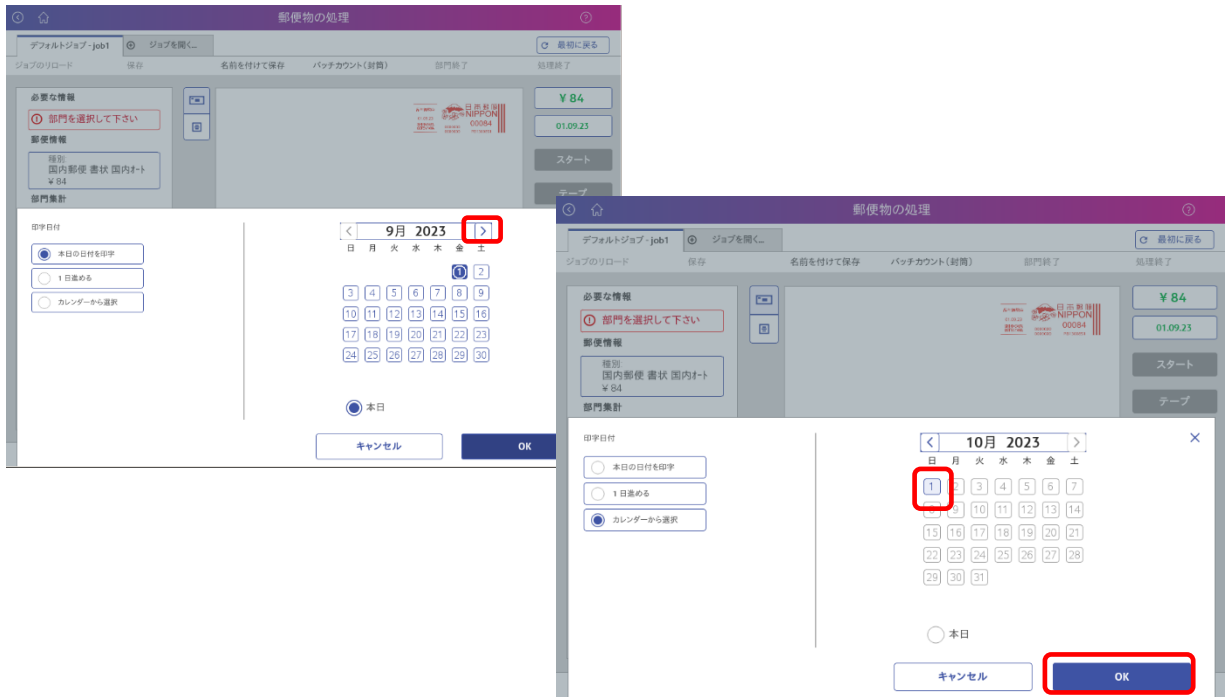 郵便物の処理
デフォルトジョブ - job1
ジョブを開く...
最初に戻る
ジョブのリロード
保存
名前を付けて保存
バッチカウント(封筒)
部門終了
処理終了
必要な情報
部門を選択して下さい
郵便情報
種別:
国内郵便 書状 国内ｵｰﾄ
¥ 84
部門集計
NIPPON
00084
¥ 84
01.09.23
スタート
テープ
印字日付
本日の日付を印字
1 日進める
カレンダーから選択
< 9月 2023 >
日 月 火 水 木 金 土
1 2
3 4 5 6 7 8 9
10 11 12 13 14 15 16
17 18 19 20 21 22 23
24 25 26 27 28 29 30
本日
キャンセル
OK
郵便物の処理
デフォルトジョブ - job1
ジョブを開く...
最初に戻る
ジョブのリロード
保存
名前を付けて保存
バッチカウント(封筒)
部門終了
処理終了
必要な情報
部門を選択して下さい
郵便情報
種別:
国内郵便 書状 国内ｵｰﾄ
¥ 84
部門集計
NIPPON
00084
¥ 84
01.09.23
スタート
テープ
印字日付
本日の日付を印字
1 日進める
カレンダーから選択
< 10月 2023 >
日 月 火 水 木 金 土
1 2 3 4 5 6 7
8 9 10 11 12 13 14
15 16 17 18 19 20 21
22 23 24 25 26 27 28
29 30 31
本日
キャンセル
OK